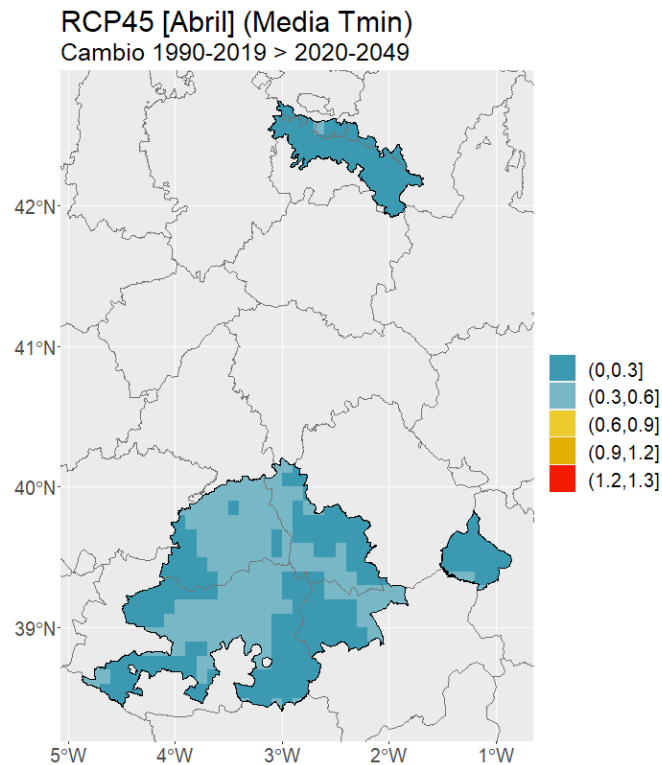 RCP45 [Abril] (Media Tmin)
Cambio 1990-2019 > 2020-2049
42°N
41°N
40°N
39°N
5°W 4°W 3°W 2°W 1°W
(0,0.3]
(0.3,0.6]
(0.6,0.9]
(0.9,1.2]
(1.2,1.3]